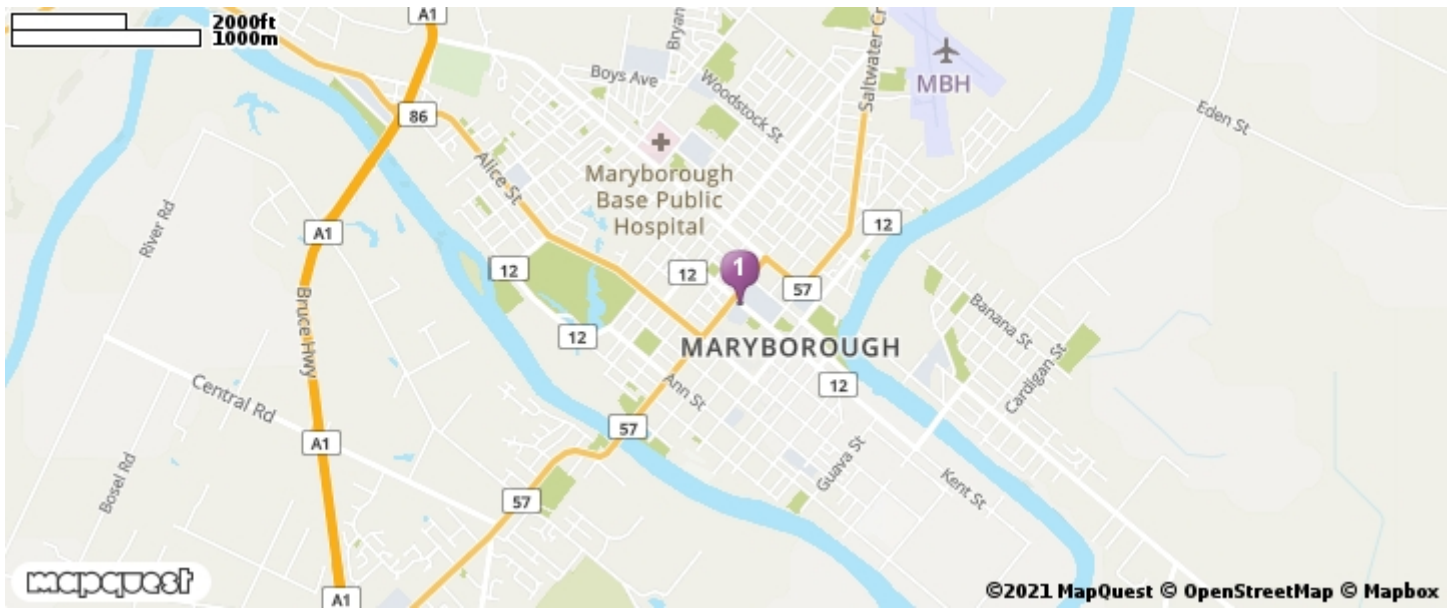 2000ft
1000m
A1
Bryan
Boys Ave
Woodstock St
Saltwater Cr
MBH
Eden St
86
Alice St
Maryborough
Base Public
Hospital
River Rd
A1
12
12
12
1
57
Bruce Hwy
12
MARYBOROUGH
Banana St
Cardigan St
Central Rd
Ann St
12
57
A1
Guava St
Bosel Rd
Kent St
57
mapquest
A1
©2021 MapQuest © OpenStreetMap © Mapbox